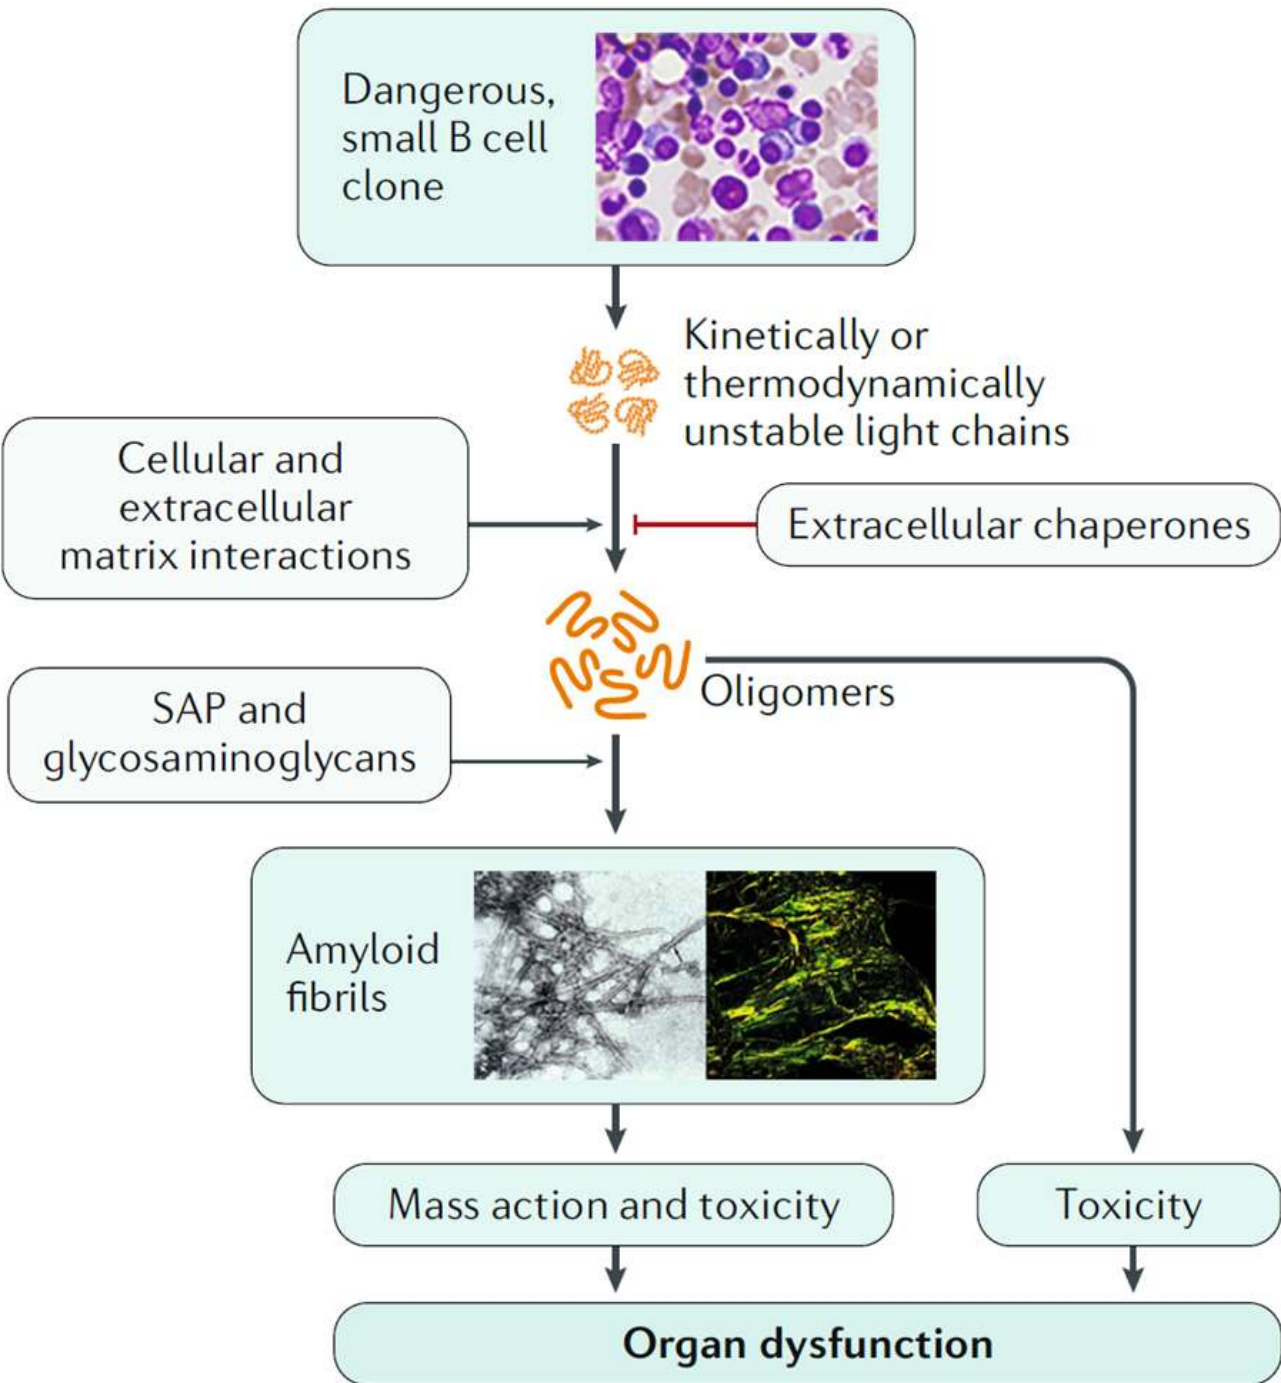 Dangerous,
small B cell
clone
Kinetically or
thermodynamically
unstable light chains
Cellular and
extracellular
matrix interactions
Extracellular chaperones
Oligomers
SAP and
glycosaminoglycans
Amyloid
fibrils
Mass action and toxicity
Toxicity
Organ dysfunction